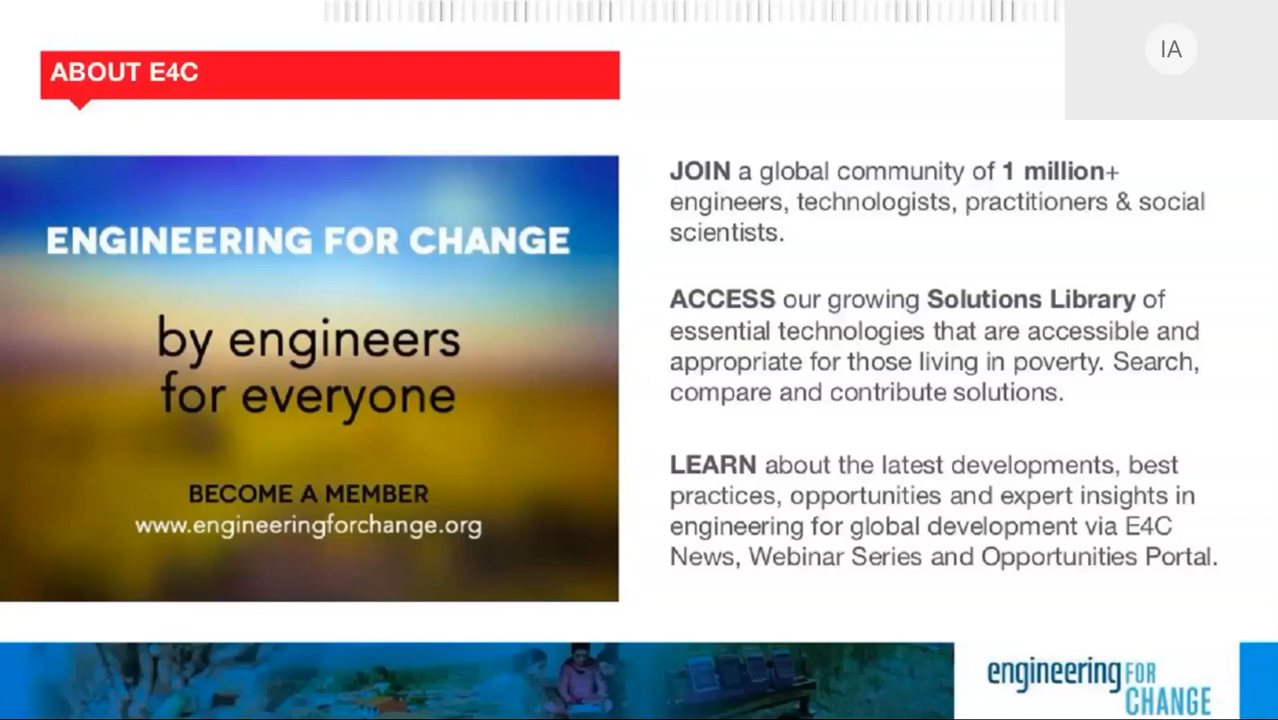 IA
ABOUT E4C
ENGINEERING FOR CHANGE
by engineers
for everyone
BECOME A MEMBER
www.engineeringforchange.org
JOIN a global community of 1 million+
engineers, technologists, practitioners & social
scientists.
ACCESS our growing Solutions Library of
essential technologies that are accessible and
appropriate for those living in poverty. Search,
compare and contribute solutions.
LEARN about the latest developments, best
practices, opportunities and expert insights in
engineering for global development via E4C
News, Webinar Series and Opportunities Portal.
engineering FOR
CHANGE